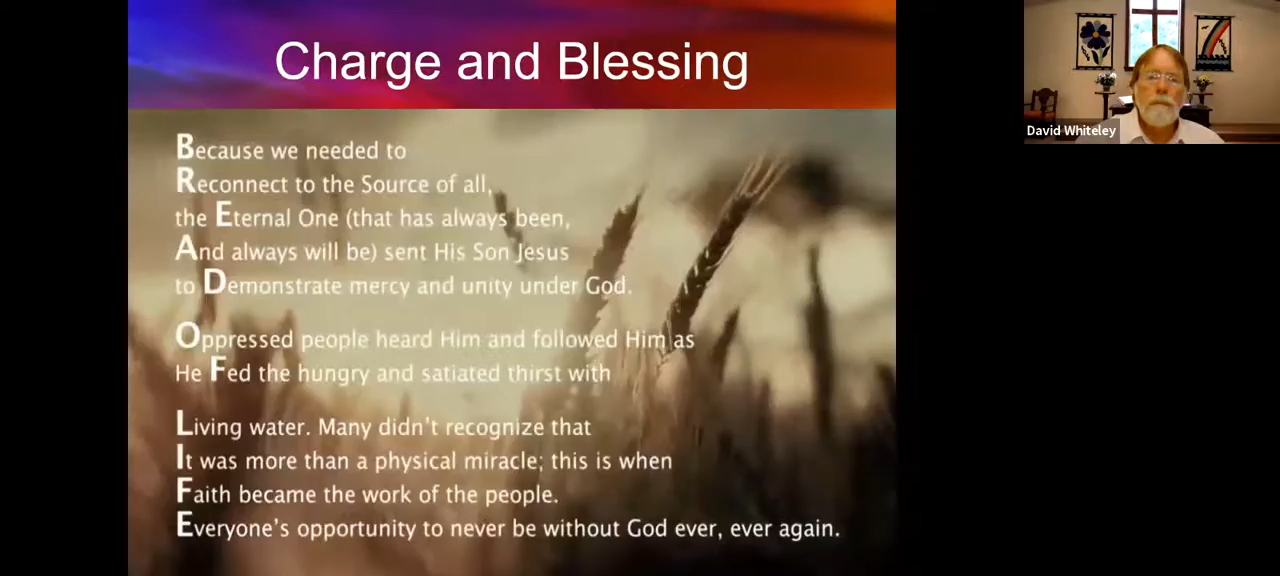 Charge and Blessing
Because we needed to
Reconnect to the Source of all,
the Eternal One (that has always been,
And always will be) sent His Son Jesus
to Demonstrate mercy and unity under God.
Oppressed people heard Him and followed Him as
He Fed the hungry and satiated thirst with
Living water. Many didn't recognize that
It was more than a physical miracle; this is when
Faith became the work of the people.
Everyone's opportunity to never be without God ever, ever again.
David Whiteley